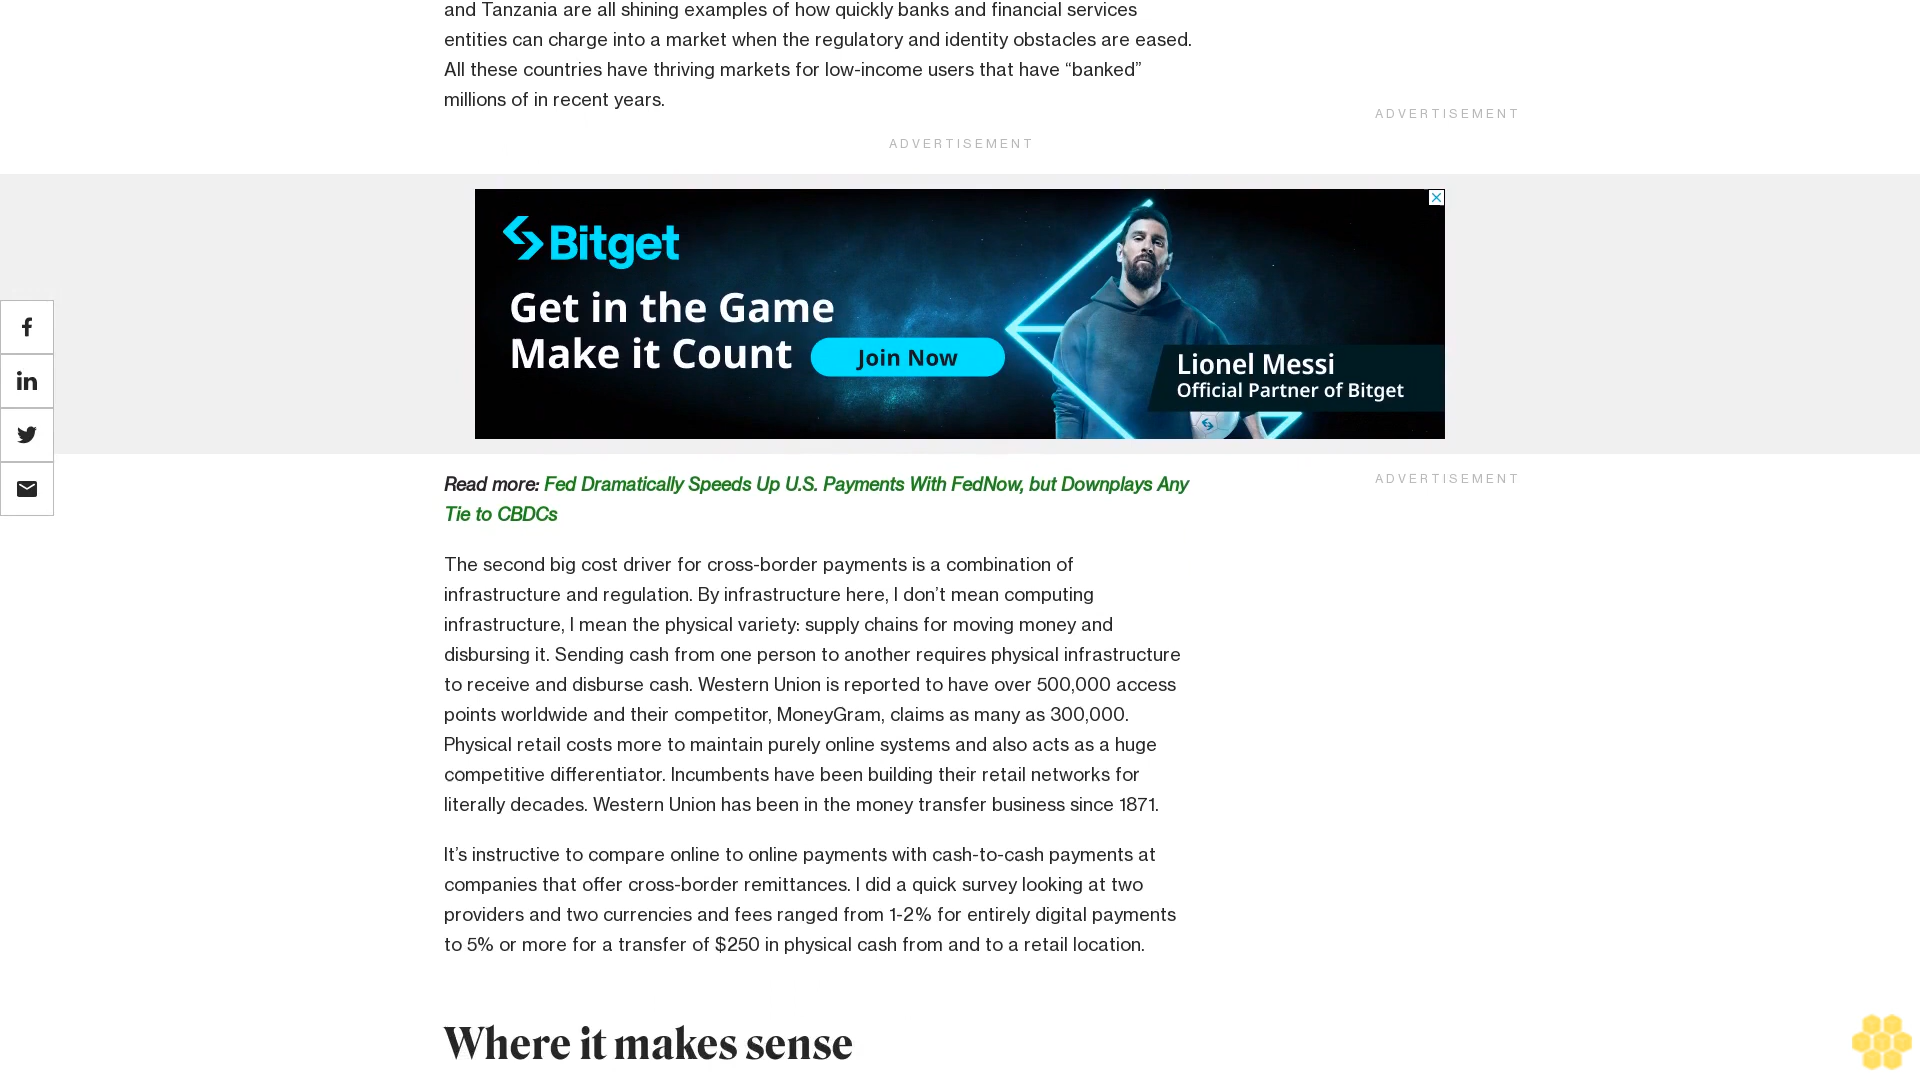 and Tanzania are all shining examples of how quickly banks and financial services
entities can charge into a market when the regulatory and identity obstacles are eased.
All these countries have thriving markets for low-income users that have “banked”
millions of in recent years.
ADVERTISEMENT
ADVERTISEMENT
Bitget
Get in the Game
Make it Count
Join Now
Lionel Messi
Official Partner of Bitget
Read more: Fed Dramatically Speeds Up U.S. Payments With FedNow, but Downplays Any
Tie to CBDCs
ADVERTISEMENT
The second big cost driver for cross-border payments is a combination of
infrastructure and regulation. By infrastructure here, I don’t mean computing
infrastructure, I mean the physical variety: supply chains for moving money and
disbursing it. Sending cash from one person to another requires physical infrastructure
to receive and disburse cash. Western Union is reported to have over 500,000 access
points worldwide and their competitor, MoneyGram, claims as many as 300,000.
Physical retail costs more to maintain purely online systems and also acts as a huge
competitive differentiator. Incumbents have been building their retail networks for
literally decades. Western Union has been in the money transfer business since 1871.
It’s instructive to compare online to online payments with cash-to-cash payments at
companies that offer cross-border remittances. I did a quick survey looking at two
providers and two currencies and fees ranged from 1-2% for entirely digital payments
to 5% or more for a transfer of $250 in physical cash from and to a retail location.
Where it makes sense